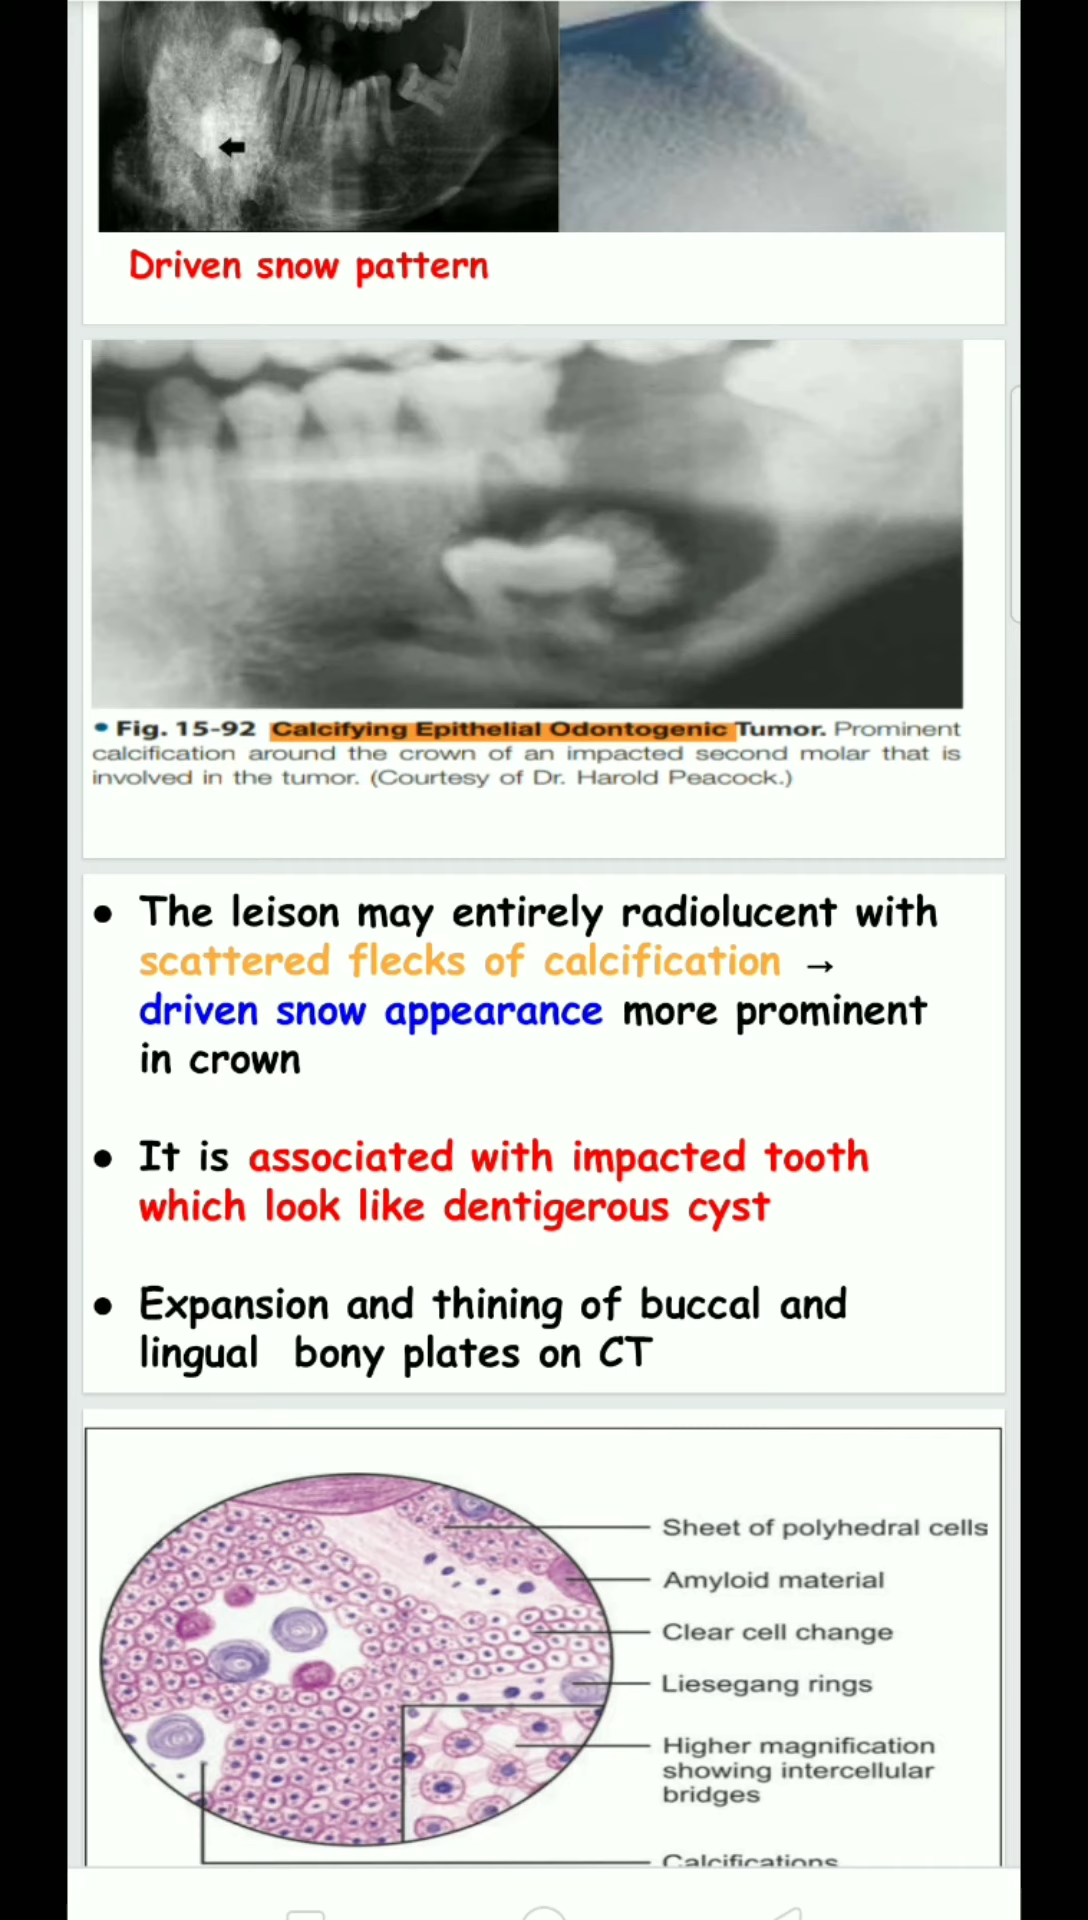 Driven snow pattern
• Fig. 15-92 Calcifying Epithelial Odontogenic Tumor. Prominent
calcification around the crown of an impacted second molar that is
involved in the tumor. (Courtesy of Dr. Harold Peacock.)
● The leison may entirely radiolucent with
scattered flecks of calcification →
driven snow appearance more prominent
in crown
● It is associated with impacted tooth
which look like dentigerous cyst
● Expansion and thining of buccal and
lingual bony plates on CT
Sheet of polyhedral cells
Amyloid material
Clear cell change
Liesegang rings
Higher magnification
showing intercellular
bridges
Calcifications